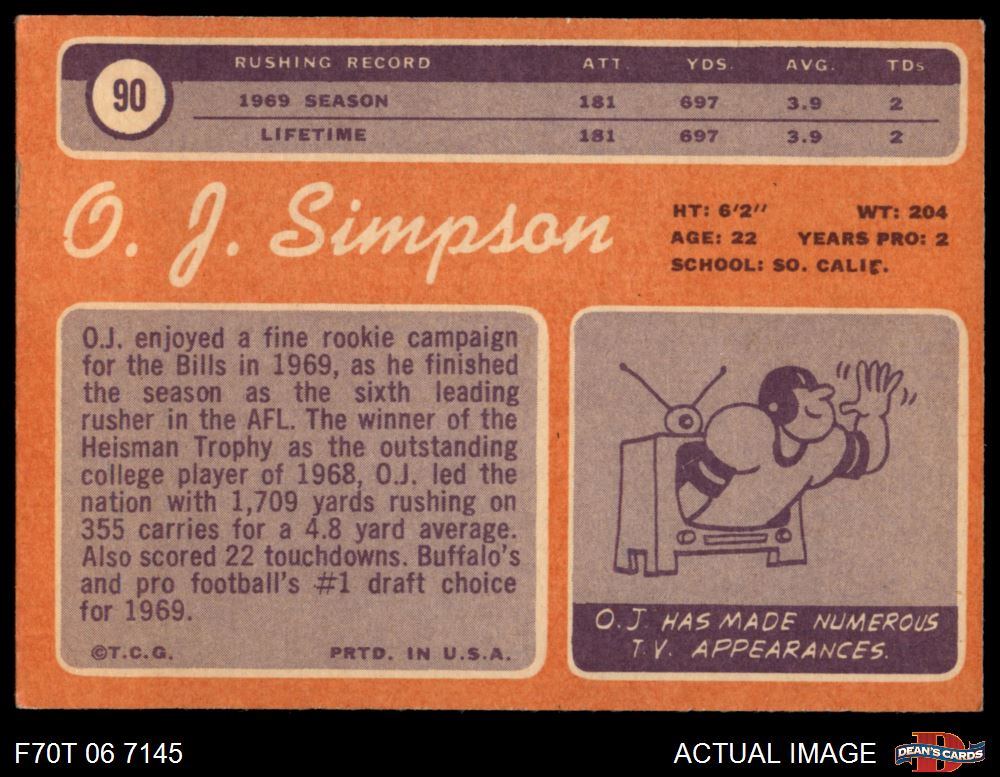 90
RUSHING RECORD ATT. YDS. AVG. TDs
1969 SEASON 181 697 3.9 2
LIFETIME 181 697 3.9 2
O. J. Simpson
HT: 6'2" WT: 204
AGE: 22 YEARS PRO: 2
SCHOOL: SO. CALIF.
O.J. enjoyed a fine rookie campaign
for the Bills in 1969, as he finished
the season as the sixth leading
rusher in the AFL. The winner of the
Heisman Trophy as the outstanding
college player of 1968, O.J. led the
nation with 1,709 yards rushing on
355 carries for a 4.8 yard average.
Also scored 22 touchdowns. Buffalo's
and pro football's #1 draft choice
for 1969.
©T.C.G. PRTD. IN U.S.A.
O.J. HAS MADE NUMEROUS
T.V. APPEARANCES.
F70T 06 7145
ACTUAL IMAGE
D
DEAN'S CARDS